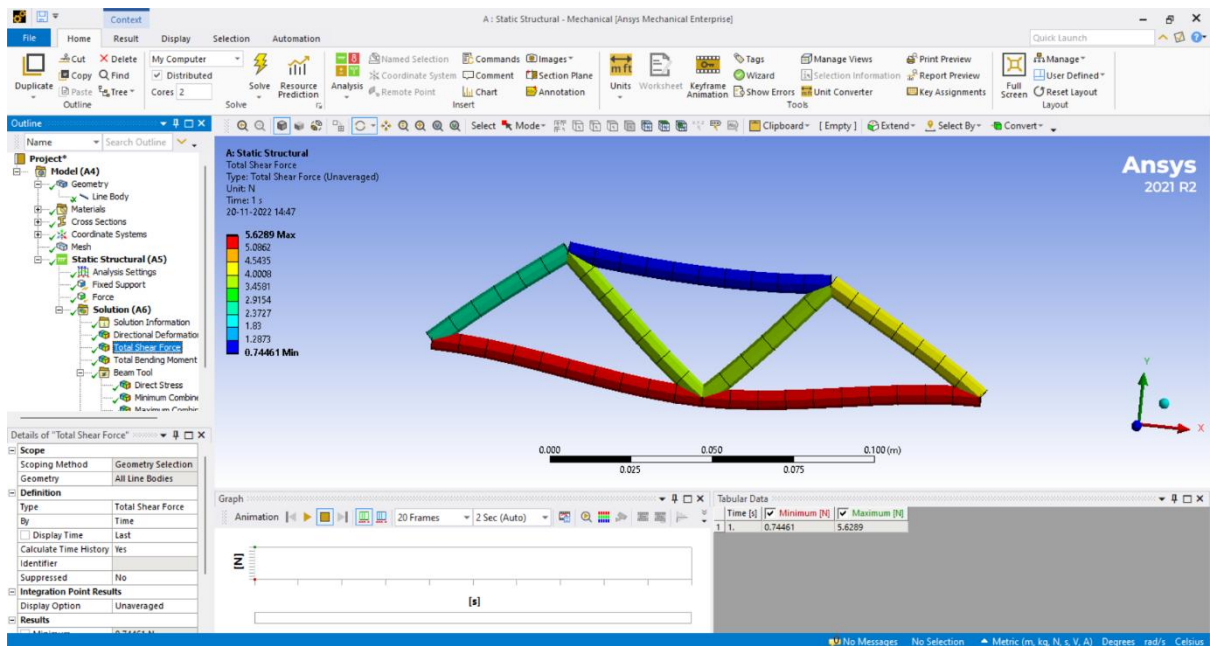 Context
A : Static Structural - Mechanical [Ansys Mechanical Enterprise]
File Home Result Display Selection Automation
Quick Launch
Duplicate
Cut Delete
Copy Find
Paste Tree
Outline
My Computer
Distributed
Cores 2
Solve
Resource Prediction
Solve
Analysis
Named Selection Commands Images
Coordinate System Comment Section Plane
Remote Point Chart Annotation
Insert
Units
Worksheet
Keyframe Animation
Tags Manage Views Print Preview
Wizard Selection Information Report Preview
Show Errors Unit Converter Key Assignments
Tools
Full Screen
Manage
User Defined
Reset Layout
Layout
Outline
Name Search Outline
Select Mode Clipboard [ Empty ] Extend Select By Convert
Project*
Model (A4)
Geometry
Line Body
Materials
Cross Sections
Coordinate Systems
Mesh
Static Structural (A5)
Analysis Settings
Fixed Support
Force
Solution (A6)
Solution Information
Directional Deformatio
Total Shear Force
Total Bending Moment
Beam Tool
Direct Stress
Minimum Combine
Maximum Combin
A: Static Structural
Total Shear Force
Type: Total Shear Force (Unaveraged)
Unit: N
Time: 1 s
20-11-2022 14:47
5.6289 Max
5.0862
4.5435
4.0008
3.4581
2.9154
2.3727
1.83
1.2873
0.74461 Min
Ansys
2021 R2
Y
X
0.000 0.050 0.100 (m)
0.025 0.075
Details of "Total Shear Force"
Scope
Scoping Method Geometry Selection
Geometry All Line Bodies
Definition
Type Total Shear Force
By Time
Display Time Last
Calculate Time History Yes
Identifier
Suppressed No
Integration Point Results
Display Option Unaveraged
Results
Minimum 0.74461 N
Graph
Animation 20 Frames 2 Sec (Auto)
[N]
[s]
Tabular Data
Time [s] Minimum [N] Maximum [N]
1 1. 0.74461 5.6289
No Messages No Selection Metric (m, kg, N, s, V, A) Degrees rad/s Celsius